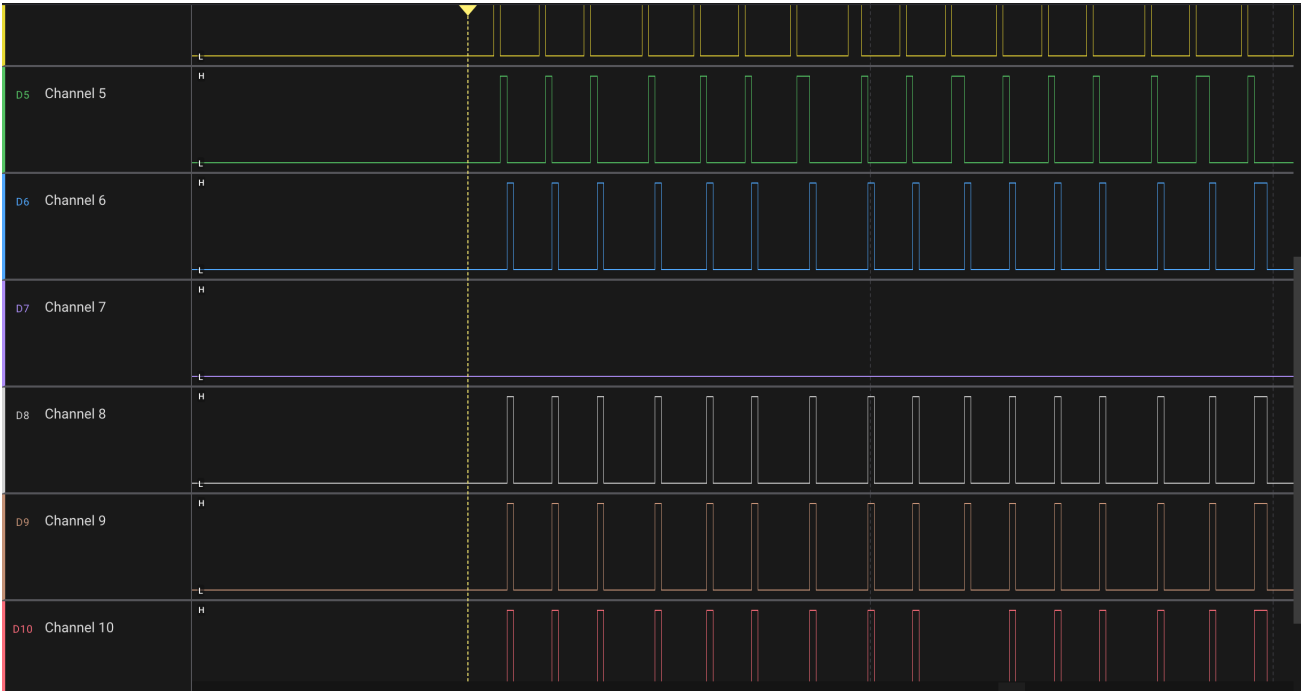 L
H
D5 Channel 5
L
H
D6 Channel 6
L
H
D7 Channel 7
L
H
D8 Channel 8
L
H
D9 Channel 9
L
H
D10 Channel 10